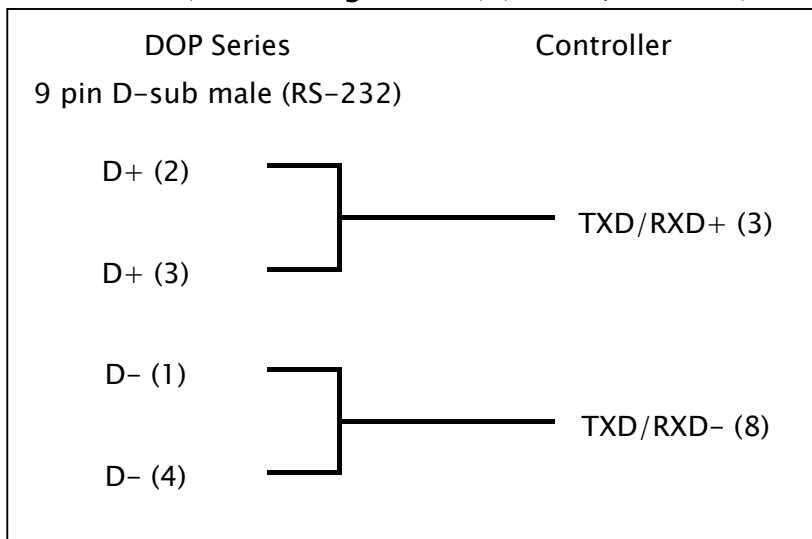 DOP Series Controller
9 pin D-sub male (RS-232)
D+ (2)
TXD/RXD+ (3)
D+ (3)
D- (1)
TXD/RXD- (8)
D- (4)